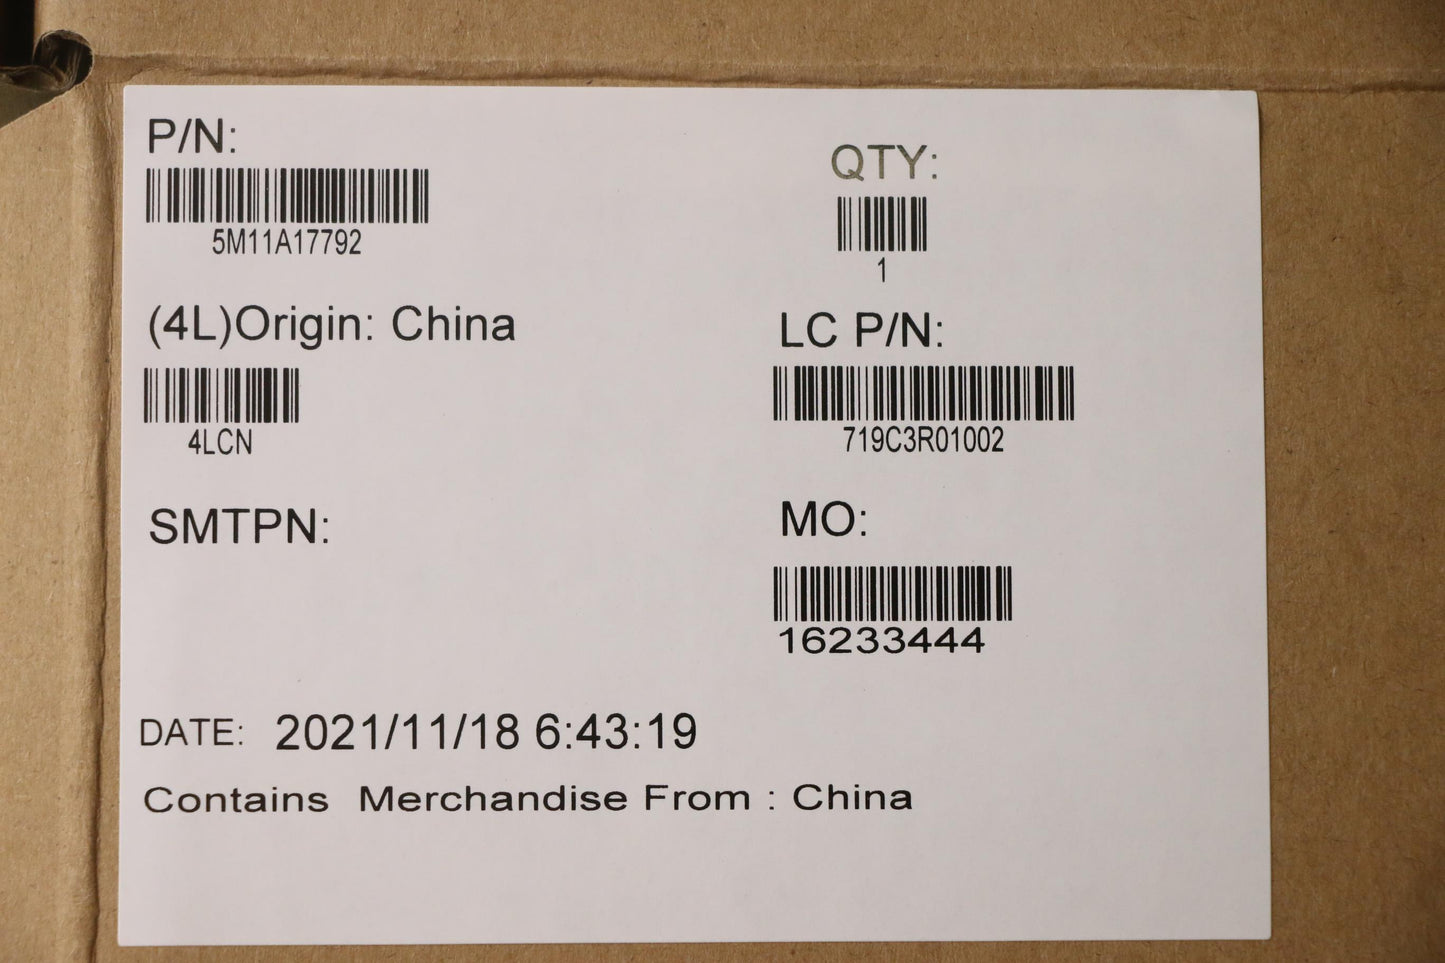 P/N:
5M11A17792
QTY:
1
(4L)Origin: China
4LCN
LC P/N:
719C3R01002
SMTPN:
MO:
16233444
DATE: 2021/11/18 6:43:19
Contains Merchandise From : China